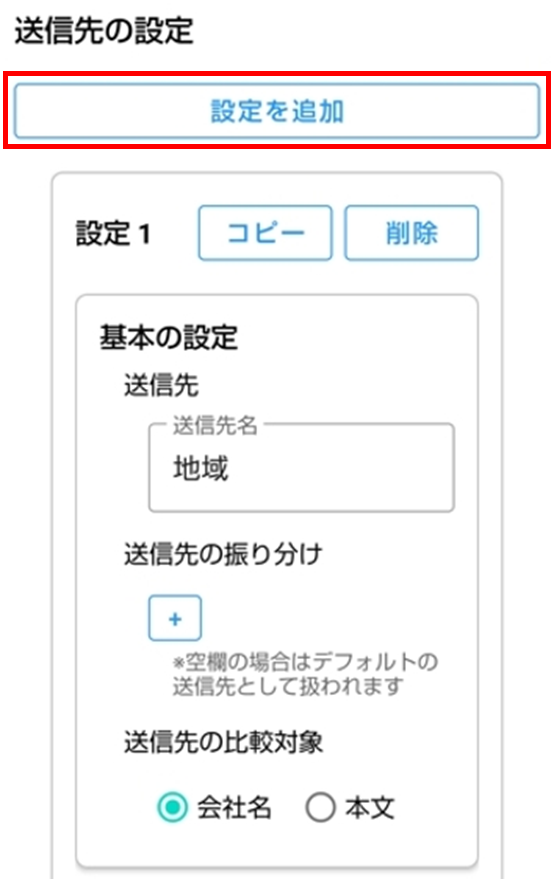 送信先の設定
設定を追加
設定 1 コピー 削除
基本の設定
送信先
送信先名
地域
送信先の振り分け
+
※空欄の場合はデフォルトの
送信先として扱われます
送信先の比較対象
会社名 本文